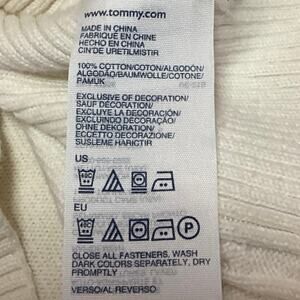 www.tommy.com
MADE IN CHINA
FABRIQUE EN CHINE
HECHO EN CHINA
ÇIN'DE URETILMISTIR
100% COTTON/COTON/ALGODÓN/
ALGODÃO/BAUMWOLLE/COTONE/
PAMUK
EXCLUSIVE OF DECORATION/
SAUF DÉCORATION/
EXCLUYE LA DECORACIÓN/
EXCLUINDO DECORAÇÃO/
OHNE DEKORATION/
ECCETTO DECORAZIONE/
SUSLEME HARICTIR
US:
EU
P
CLOSE ALL FASTENERS, WASH
DARK COLORS SEPARATELY, DRY
PROMPTLY
VERSO/AL REVERSO/